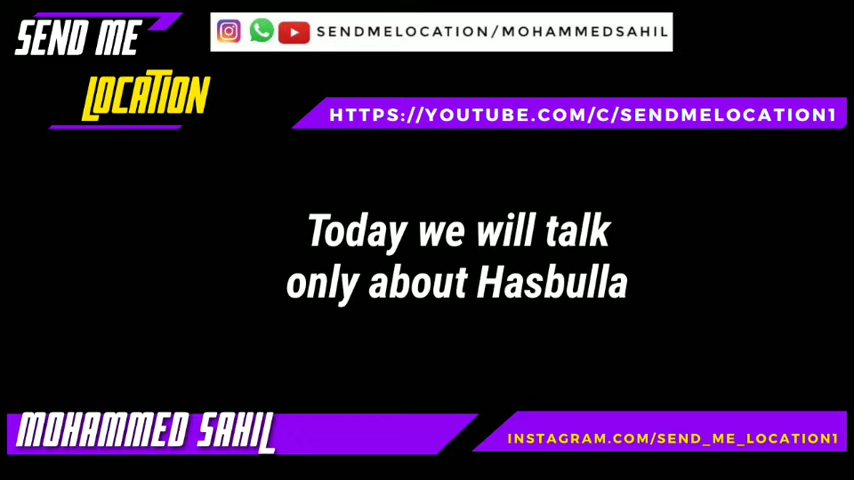 SEND ME
LOCATION
SENDMELOCATION/MOHAMMEDSAHIL
HTTPS://YOUTUBE.COM/C/SENDMELOCATION1
Today we will talk
only about Hasbulla
MOHAMMED SAHIL
INSTAGRAM.COM/SEND_ME_LOCATION1